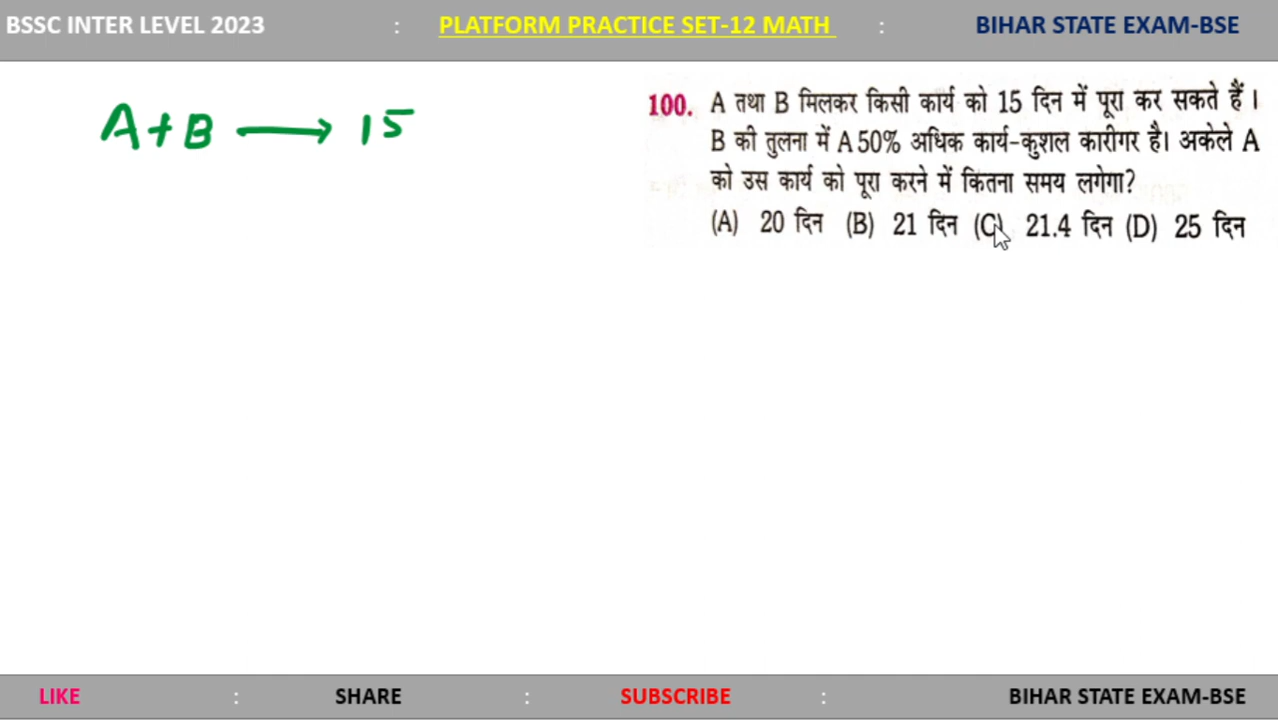 BSSC INTER LEVEL 2023 : PLATFORM PRACTICE SET-12 MATH : BIHAR STATE EXAM-BSE
A+B ⟶ 15
100. A तथा B मिलकर किसी कार्य को 15 दिन में पूरा कर सकते हैं।
B की तुलना में A 50% अधिक कार्य-कुशल कारीगर है। अकेले A
को उस कार्य को पूरा करने में कितना समय लगेगा?
(A) 20 दिन (B) 21 दिन (C) 21.4 दिन (D) 25 दिन
LIKE : SHARE : SUBSCRIBE : BIHAR STATE EXAM-BSE